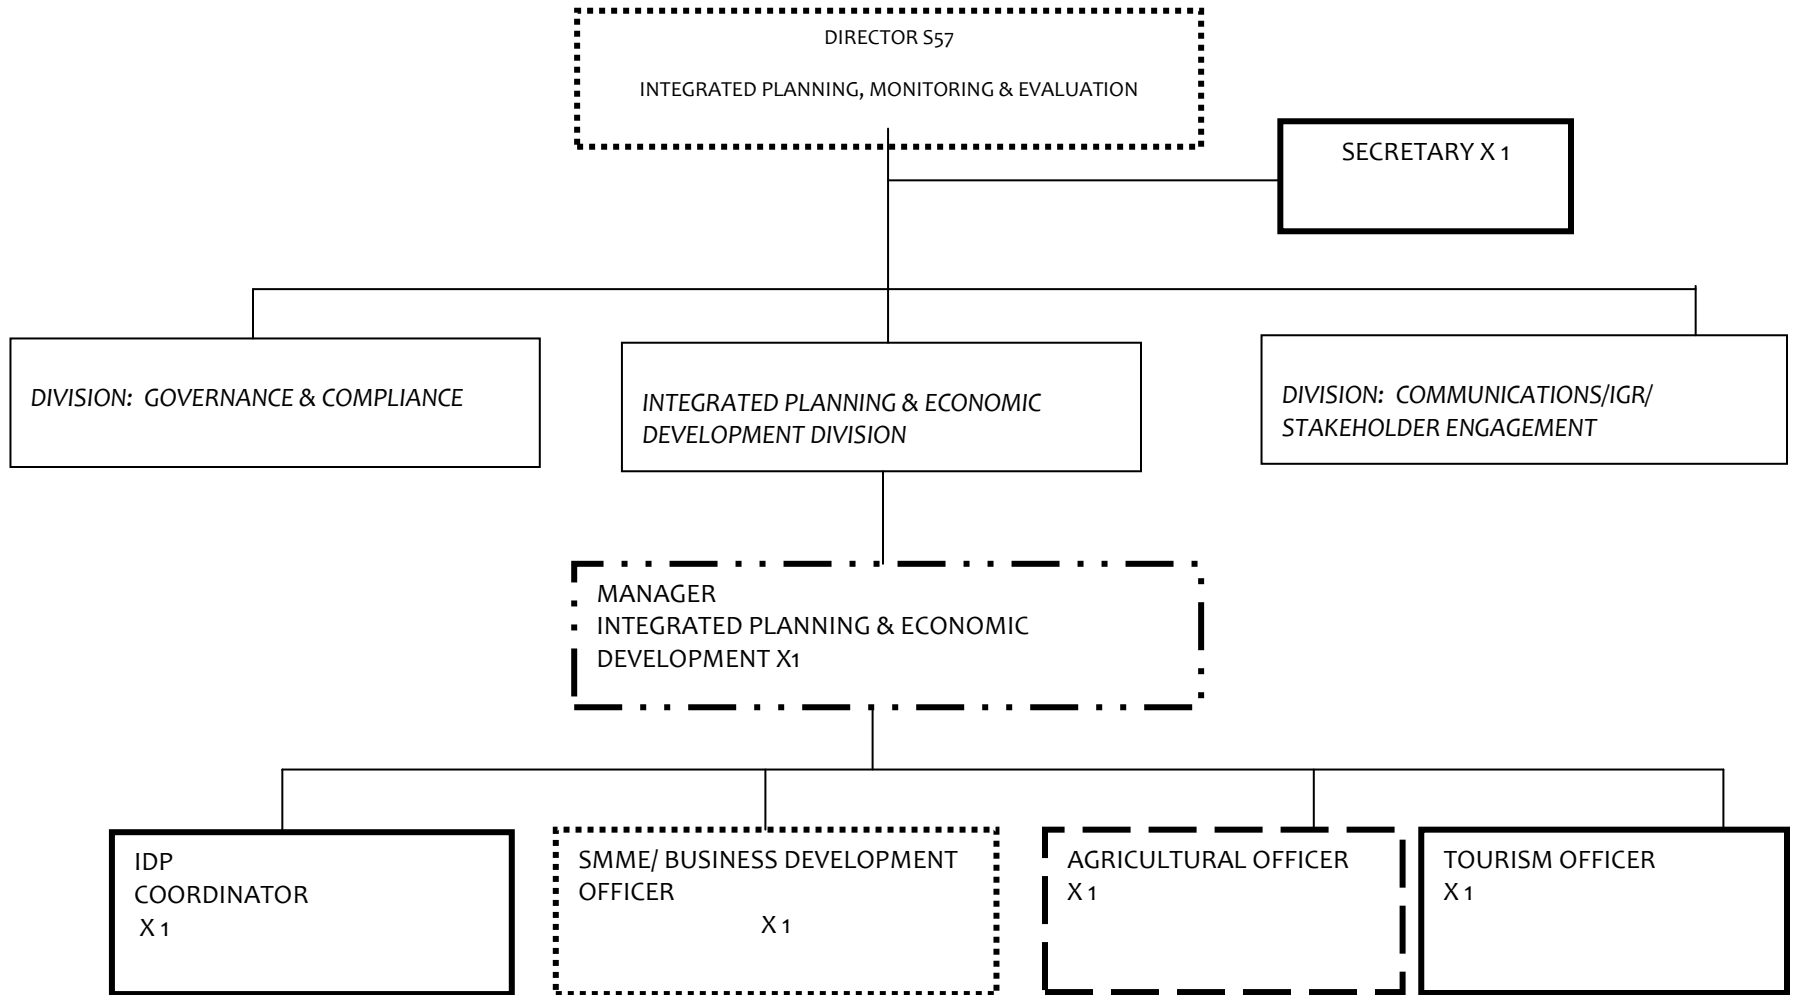 DIRECTOR S57
INTEGRATED PLANNING, MONITORING & EVALUATION
SECRETARY X 1
DIVISION: GOVERNANCE & COMPLIANCE
INTEGRATED PLANNING & ECONOMIC
DEVELOPMENT DIVISION
DIVISION: COMMUNICATIONS/IGR/
STAKEHOLDER ENGAGEMENT
MANAGER
INTEGRATED PLANNING & ECONOMIC
DEVELOPMENT X1
IDP
COORDINATOR
X 1
SMME/ BUSINESS DEVELOPMENT
OFFICER
X 1
AGRICULTURAL OFFICER
X 1
TOURISM OFFICER
X 1